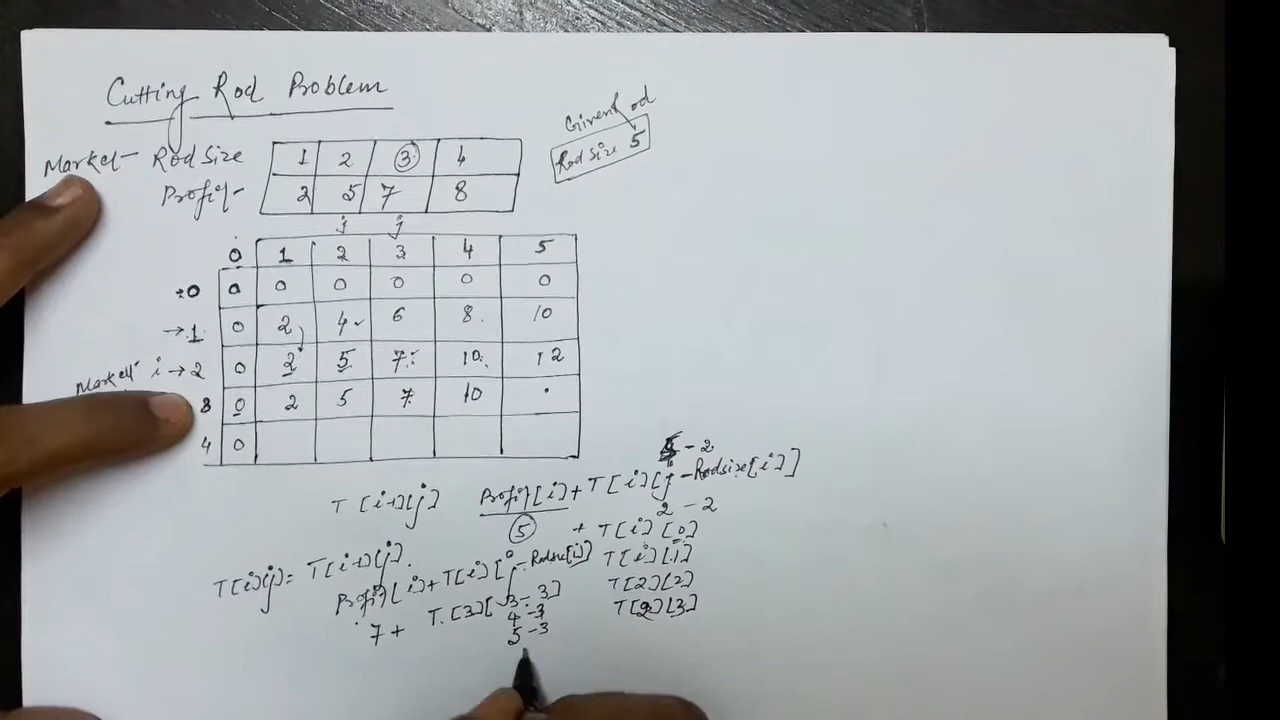 Cutting Rod Problem
Given Rod
Rod Size 5
Market- Rod Size 1 2 3 4
Profit- 2 5 7 8
j j
0 1 2 3 4 5
→0 0 0 0 0 0 0
→1 0 2 4 6 8 10
Market i → 2 0 2 5 7 10 12
3 0 2 5 7 10 .
4 0
- 2
T[i-1][j] Profit[i] + T[i][j - Rodsize[i]]
2 - 2
5 + T[i][0]
T[i][j] = T[i-1][j]. T[i][1]
Profit[i] + T[i][j - Rodsize[i]] T[2][2]
7 + T[3][3 - 3] T[2][3]
4 - 3
5 - 3